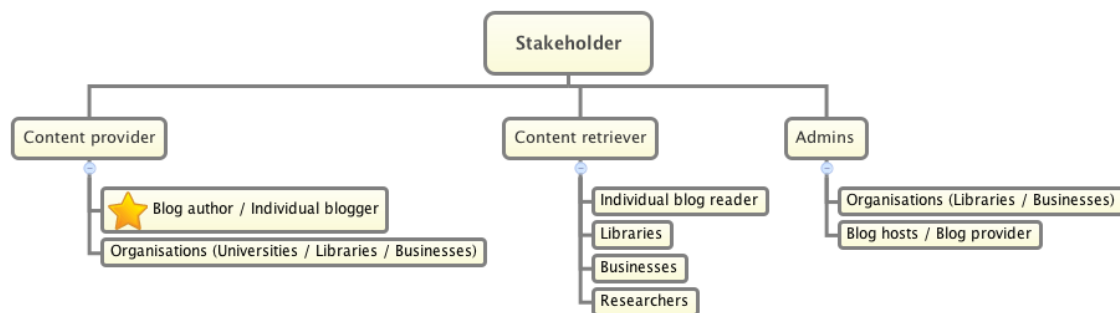 Stakeholder
Content provider
Blog author / Individual blogger
Organisations (Universities / Libraries / Businesses)
Content retriever
Individual blog reader
Libraries
Businesses
Researchers
Admins
Organisations (Libraries / Businesses)
Blog hosts / Blog provider